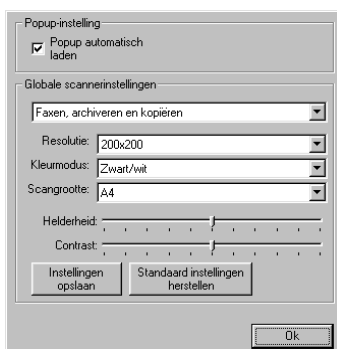 Popup-instelling
Popup automatisch
laden
Globale scannerinstellingen
Faxen, archiveren en kopiëren
Resolutie: 200x200
Kleurmodus: Zwart/wit
Scangrootte: A4
Helderheid:
Contrast:
Instellingen
opslaan
Standaard instellingen
herstellen
Ok